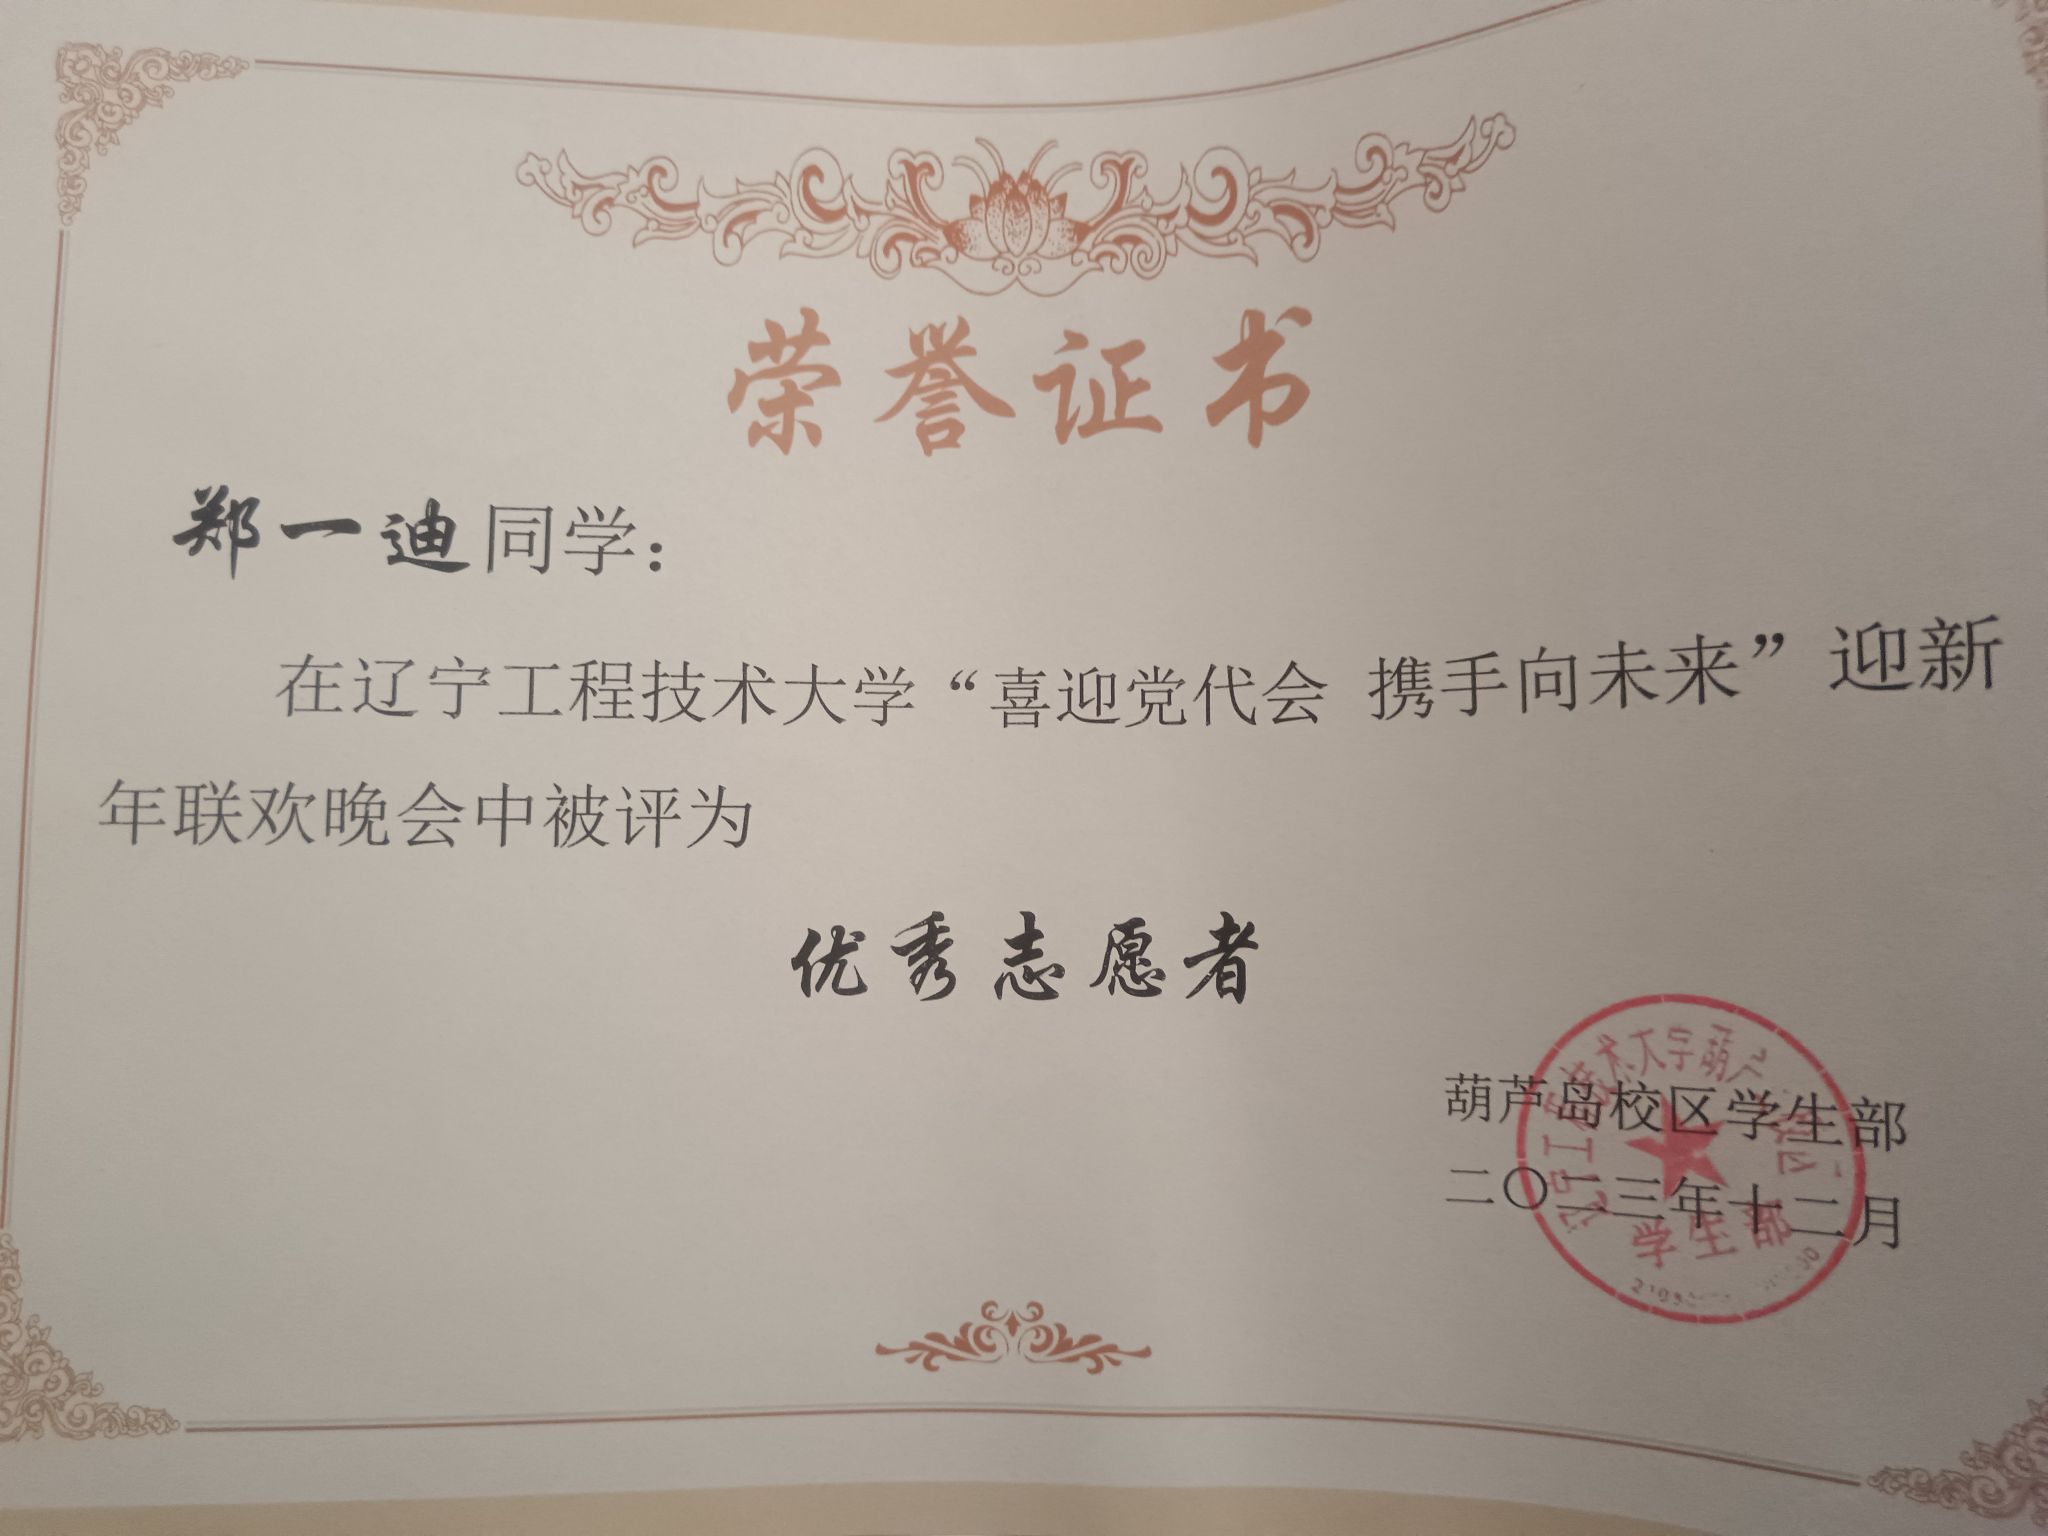 荣誉证书
郑一迪同学：
在辽宁工程技术大学“喜迎党代会 携手向未来”迎新
年联欢晚会中被评为
优秀志愿者
葫芦岛校区学生部
二〇二三年十二月
学生部